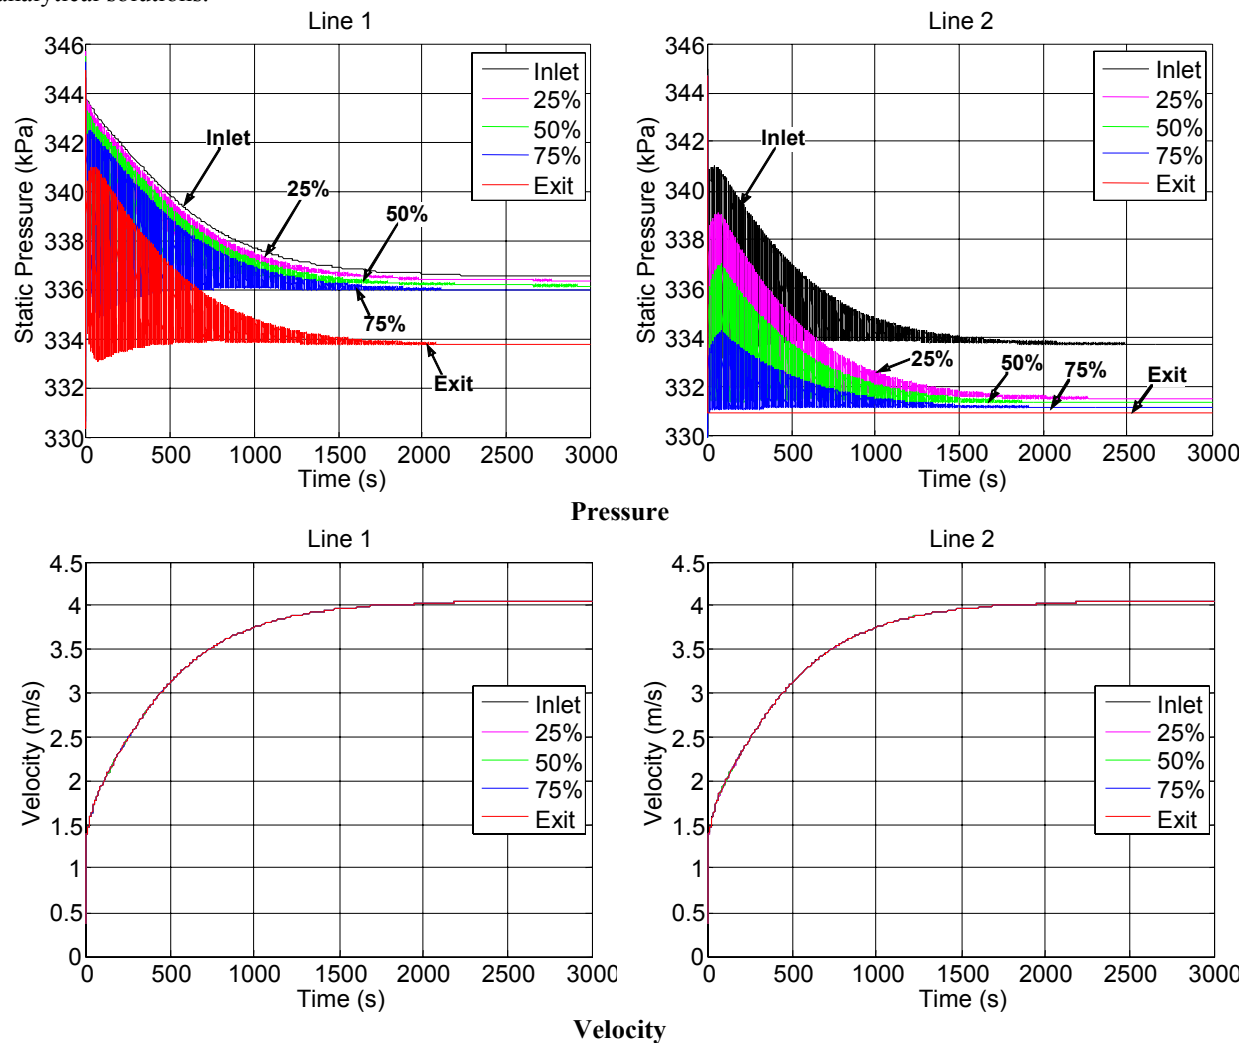 analytical solutions.
Line 1
Line 2
Static Pressure (kPa)
346
344
342
340
338
336
334
332
330
Inlet
25%
50%
75%
Exit
Inlet
25%
50%
75%
Exit
0 500 1000 1500 2000 2500 3000
Time (s)
Static Pressure (kPa)
346
344
342
340
338
336
334
332
330
Inlet
25%
50%
75%
Exit
Inlet
25%
50%
75%
Exit
0 500 1000 1500 2000 2500 3000
Time (s)
Pressure
Line 1
Line 2
Velocity (m/s)
4.5
4
3.5
3
2.5
2
1.5
1
0.5
0
Inlet
25%
50%
75%
Exit
0 500 1000 1500 2000 2500 3000
Time (s)
Velocity (m/s)
4.5
4
3.5
3
2.5
2
1.5
1
0.5
0
Inlet
25%
50%
75%
Exit
0 500 1000 1500 2000 2500 3000
Time (s)
Velocity